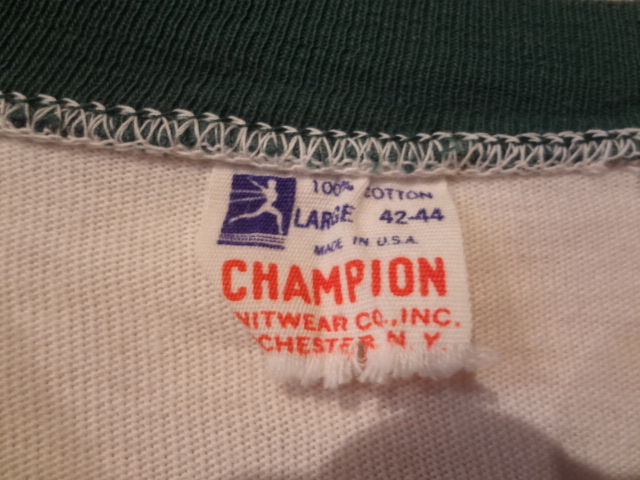 100% COTTON
LARGE 42-44
MADE IN U.S.A.
CHAMPION
NITWEAR CO., INC.
CHESTER N.Y.